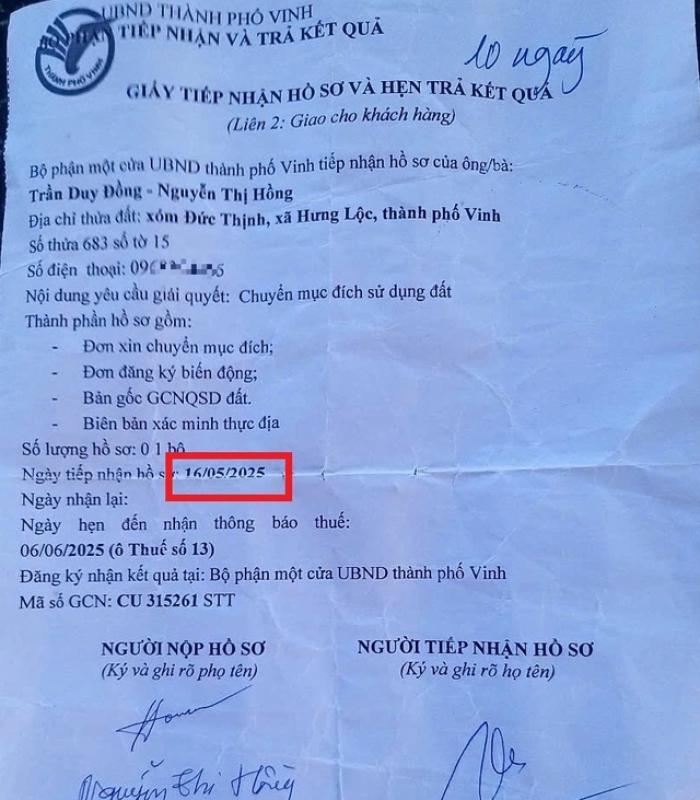 UBND THÀNH PHỐ VINH
BỘ PHẬN TIẾP NHẬN VÀ TRẢ KẾT QUẢ
THÀNH PHỐ VINH
10 ngày
GIẤY TIẾP NHẬN HỒ SƠ VÀ HẸN TRẢ KẾT QUẢ
(Liên 2: Giao cho khách hàng)
Bộ phận một cửa UBND thành phố Vinh tiếp nhận hồ sơ của ông/bà:
Trần Duy Đồng - Nguyễn Thị Hồng
Địa chỉ thửa đất: xóm Đức Thịnh, xã Hưng Lộc, thành phố Vinh
Số thửa 683 số tờ 15
Số điện thoại: 09
Nội dung yêu cầu giải quyết: Chuyển mục đích sử dụng đất
Thành phần hồ sơ gồm:
- Đơn xin chuyển mục đích;
- Đơn đăng ký biến động;
- Bản gốc GCNQSD đất.
- Biên bản xác minh thực địa
Số lượng hồ sơ: 0 1 bộ
Ngày tiếp nhận hồ sơ: 16/05/2025
Ngày nhận lại:
Ngày hẹn đến nhận thông báo thuế:
06/06/2025 (ô Thuế số 13)
Đăng ký nhận kết quả tại: Bộ phận một cửa UBND thành phố Vinh
Mã số GCN: CU 315261 STT
NGƯỜI NỘP HỒ SƠ NGƯỜI TIẾP NHẬN HỒ SƠ
(Ký và ghi rõ họ tên) (Ký và ghi rõ họ tên)
Nguyễn Thị Hồng